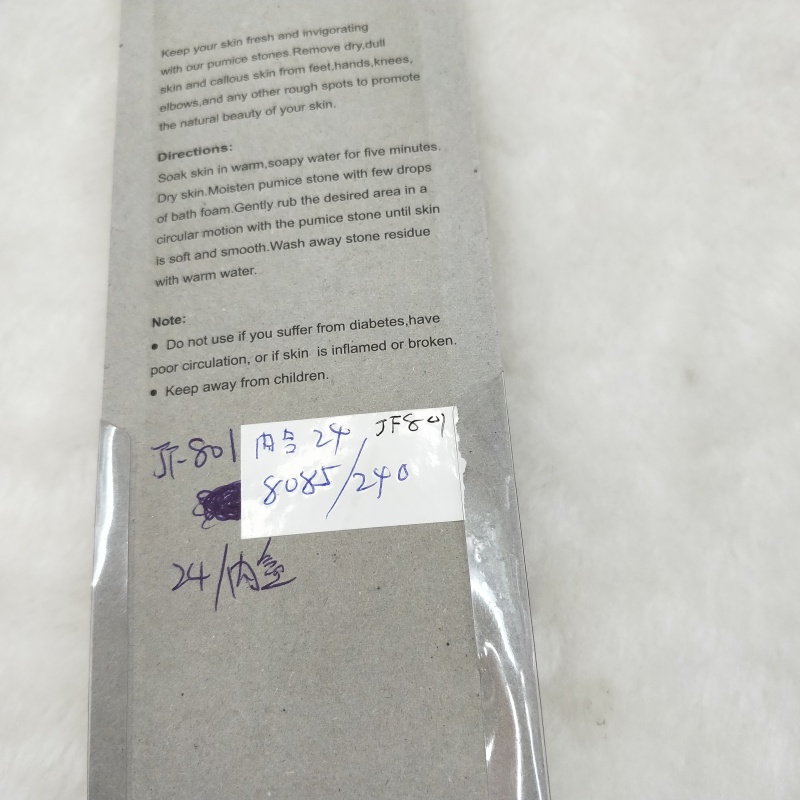 Keep your skin fresh and invigorating
with our pumice stones.Remove dry,dull
skin and callous skin from feet,hands,knees,
elbows,and any other rough spots to promote
the natural beauty of your skin.
Directions:
Soak skin in warm,soapy water for five minutes.
Dry skin.Moisten pumice stone with few drops
of bath foam.Gently rub the desired area in a
circular motion with the pumice stone until skin
is soft and smooth.Wash away stone residue
with warm water.
Note:
• Do not use if you suffer from diabetes,have
poor circulation, or if skin is inflamed or broken.
• Keep away from children.
JF-801
内合 24 JF801
8085/240
24/内盒